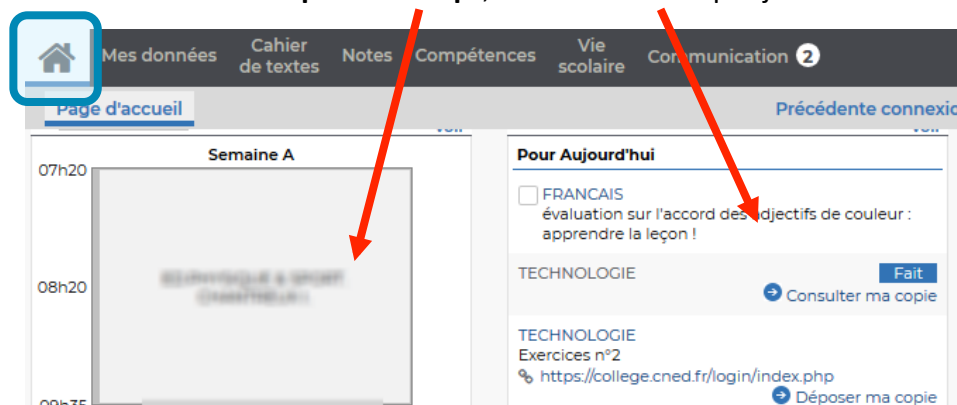 Mes données
Cahier
de textes
Notes
Compétences
Vie
scolaire
Communication 2
Page d'accueil
Précédente connexio
Semaine A
07h20
08h20
Pour Aujourd'hui
FRANCAIS
évaluation sur l'accord des adjectifs de couleur :
apprendre la leçon !
TECHNOLOGIE
Fait
Consulter ma copie
TECHNOLOGIE
Exercices n°2
https://college.cned.fr/login/index.php
Déposer ma copie